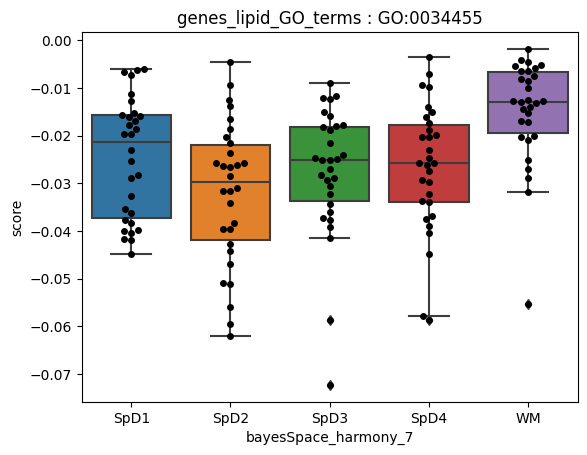 genes_lipid_GO_terms : GO:0034455
0.00
−0.01
−0.02
−0.03
−0.04
−0.05
−0.06
−0.07
score
SpD1 SpD2 SpD3 SpD4 WM
bayesSpace_harmony_7